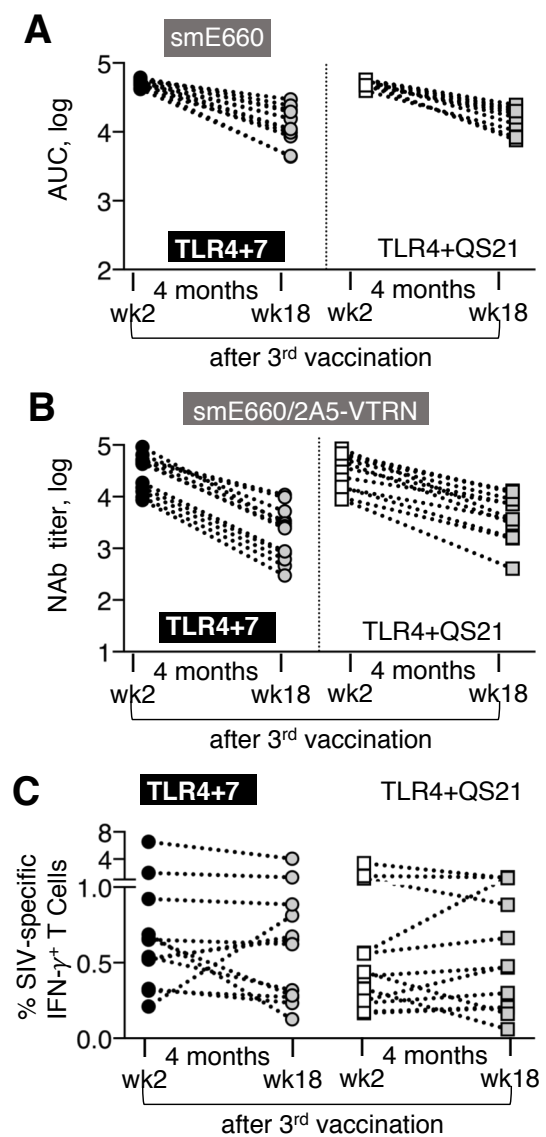 A
smE660
AUC, log
5
4
3
2
TLR4+7
TLR4+QS21
4 months
4 months
wk2
wk18
wk2
wk18
after 3rd vaccination
B
smE660/2A5-VTRN
NAb titer, log
5
4
3
2
1
TLR4+7
TLR4+QS21
4 months
4 months
wk2
wk18
wk2
wk18
after 3rd vaccination
C
TLR4+7
TLR4+QS21
% SIV-specific
IFN-γ+ T Cells
8
4
1.0
0.5
0.0
4 months
4 months
wk2
wk18
wk2
wk18
after 3rd vaccination